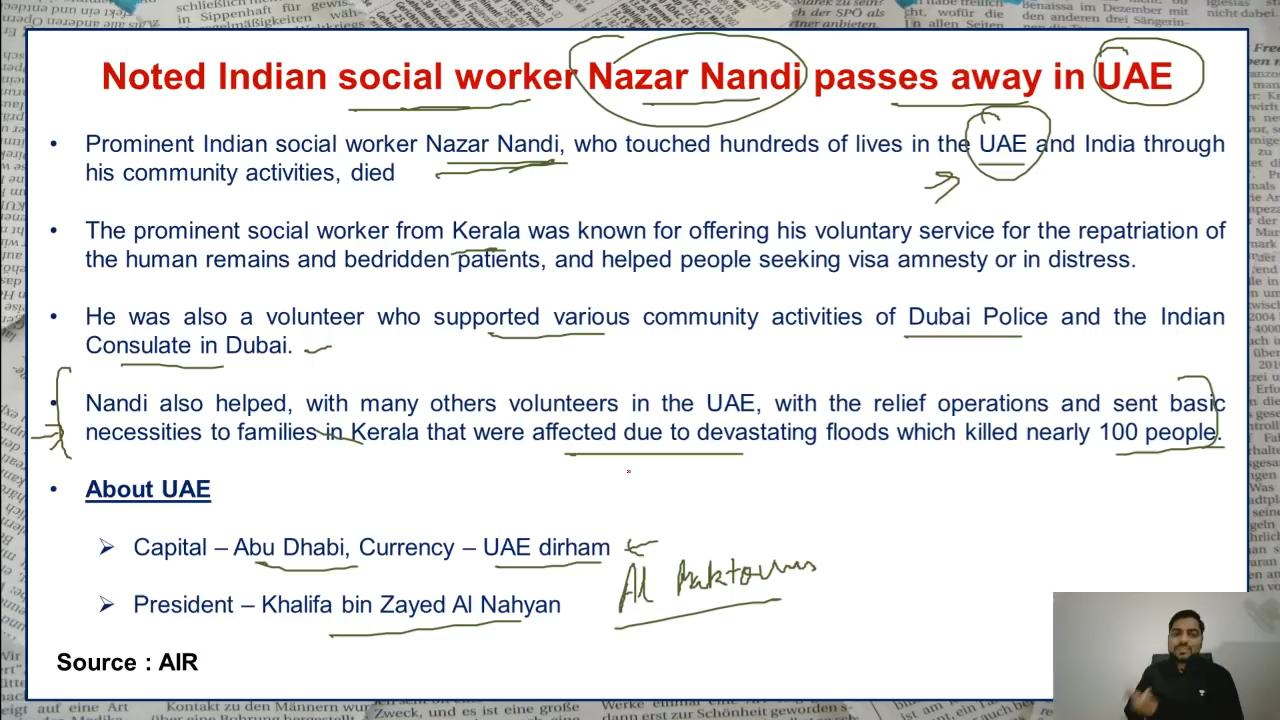 Noted Indian social worker Nazar Nandi passes away in UAE
• Prominent Indian social worker Nazar Nandi, who touched hundreds of lives in the UAE and India through
his community activities, died
• The prominent social worker from Kerala was known for offering his voluntary service for the repatriation of
the human remains and bedridden patients, and helped people seeking visa amnesty or in distress.
• He was also a volunteer who supported various community activities of Dubai Police and the Indian
Consulate in Dubai.
• Nandi also helped, with many others volunteers in the UAE, with the relief operations and sent basic
necessities to families in Kerala that were affected due to devastating floods which killed nearly 100 people.
• About UAE
➢ Capital – Abu Dhabi, Currency – UAE dirham
Al Maktoums
➢ President – Khalifa bin Zayed Al Nahyan
Source : AIR